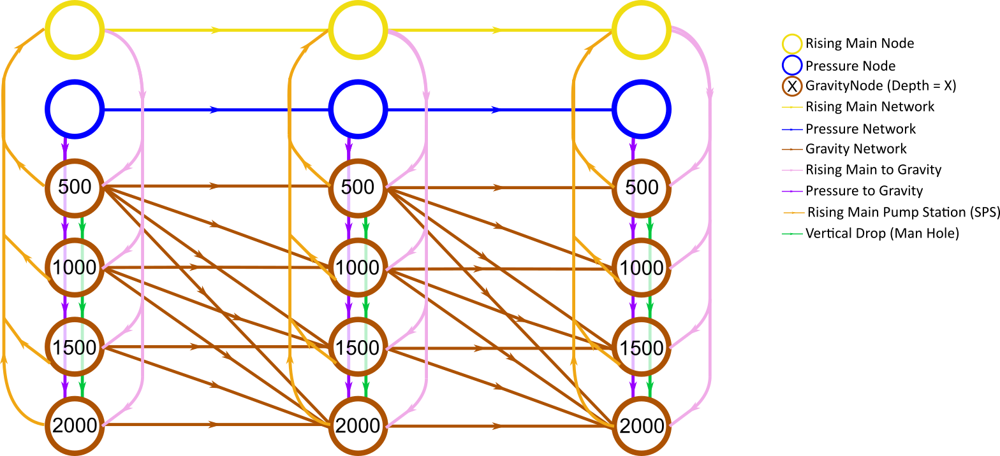 Rising Main Node
Pressure Node
X GravityNode (Depth = X)
Rising Main Network
Pressure Network
Gravity Network
Rising Main to Gravity
Pressure to Gravity
Rising Main Pump Station (SPS)
Vertical Drop (Man Hole)
500 500 500
1000 1000 1000
1500 1500 1500
2000 2000 2000